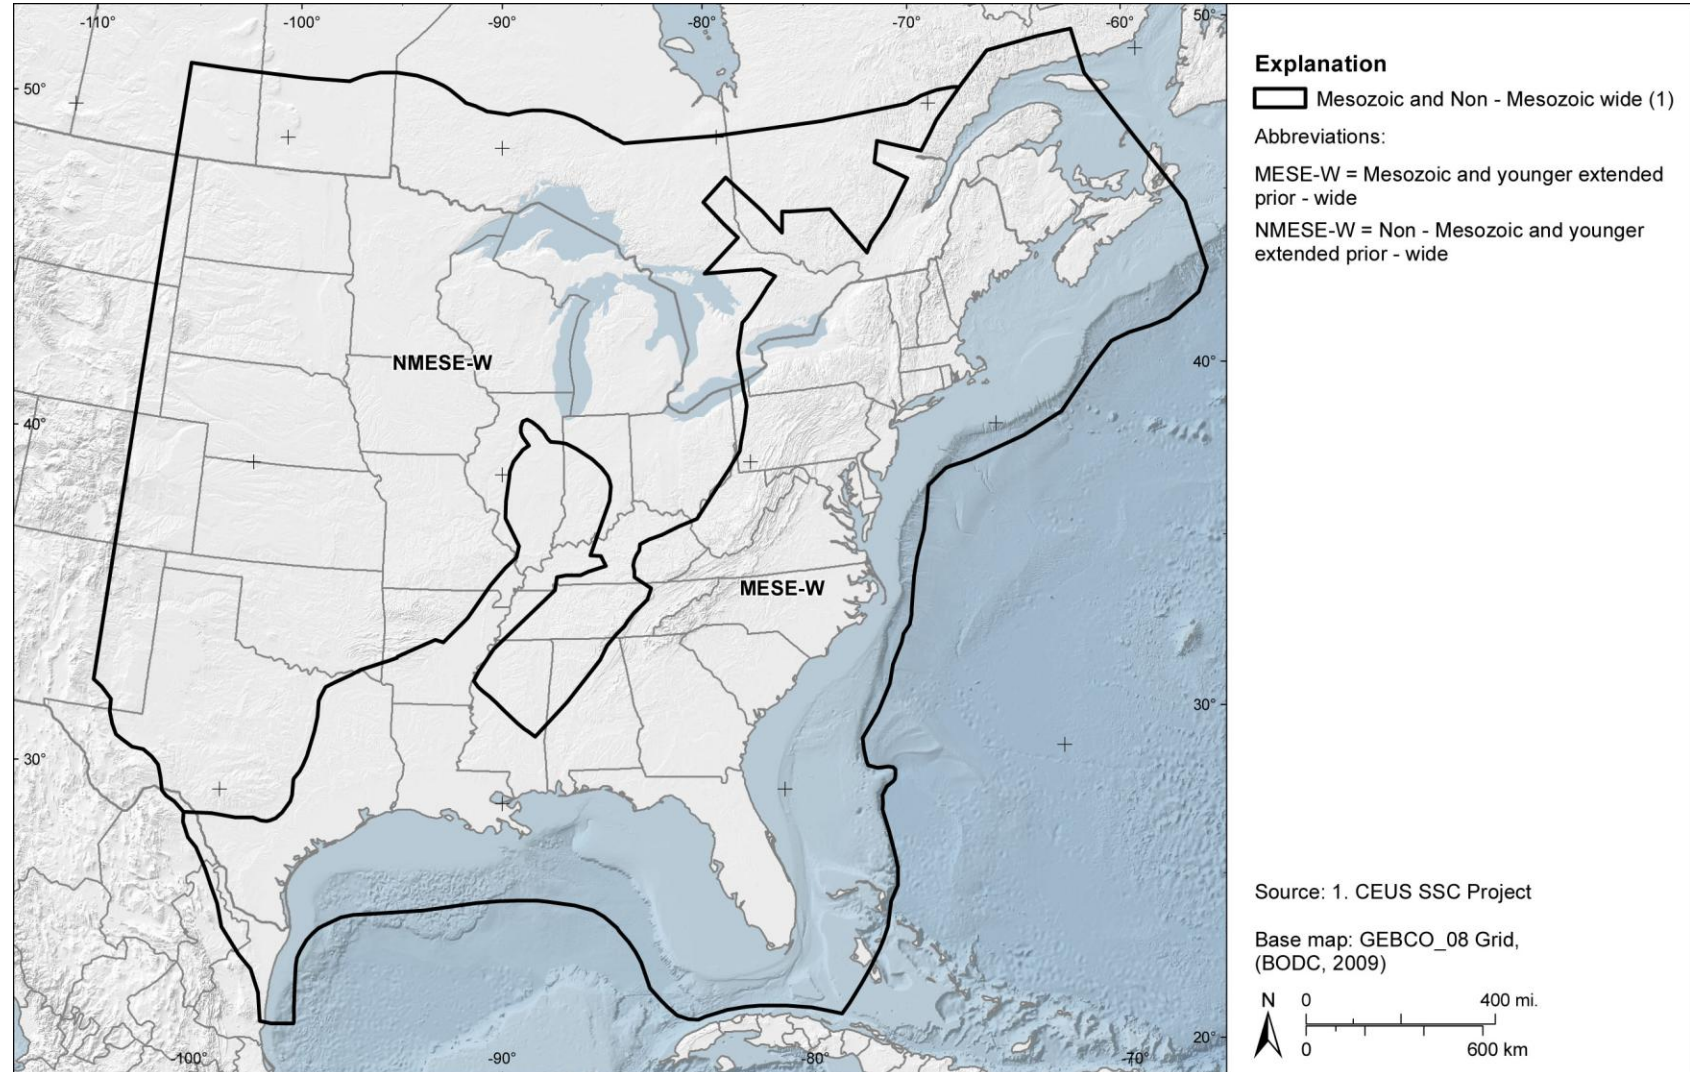 -110° -100° -90° -80° -70° -60° 50°
50°
40°
40°
30°
30°
20°
-100° -90° -80° -70°
NMESE-W
MESE-W
Explanation
Mesozoic and Non - Mesozoic wide (1)
Abbreviations:
MESE-W = Mesozoic and younger extended
prior - wide
NMESE-W = Non - Mesozoic and younger
extended prior - wide
Source: 1. CEUS SSC Project
Base map: GEBCO_08 Grid,
(BODC, 2009)
N 0 400 mi.
0 600 km